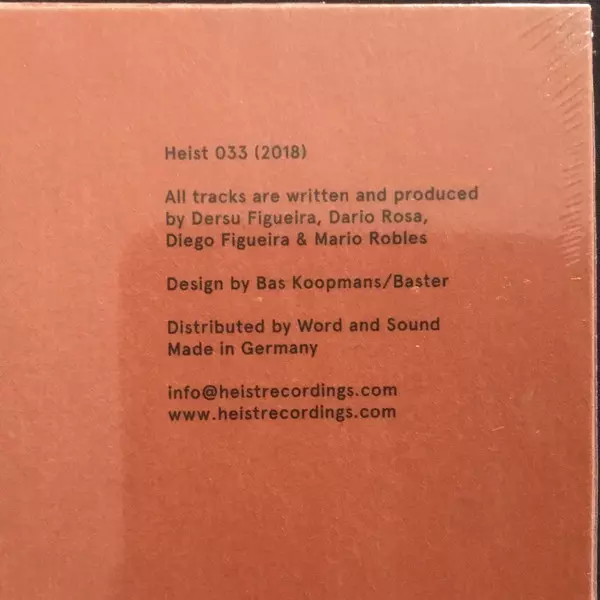 Heist 033 (2018)
All tracks are written and produced
by Dersu Figueira, Dario Rosa,
Diego Figueira & Mario Robles
Design by Bas Koopmans/Baster
Distributed by Word and Sound
Made in Germany
info@heistrecordings.com
www.heistrecordings.com